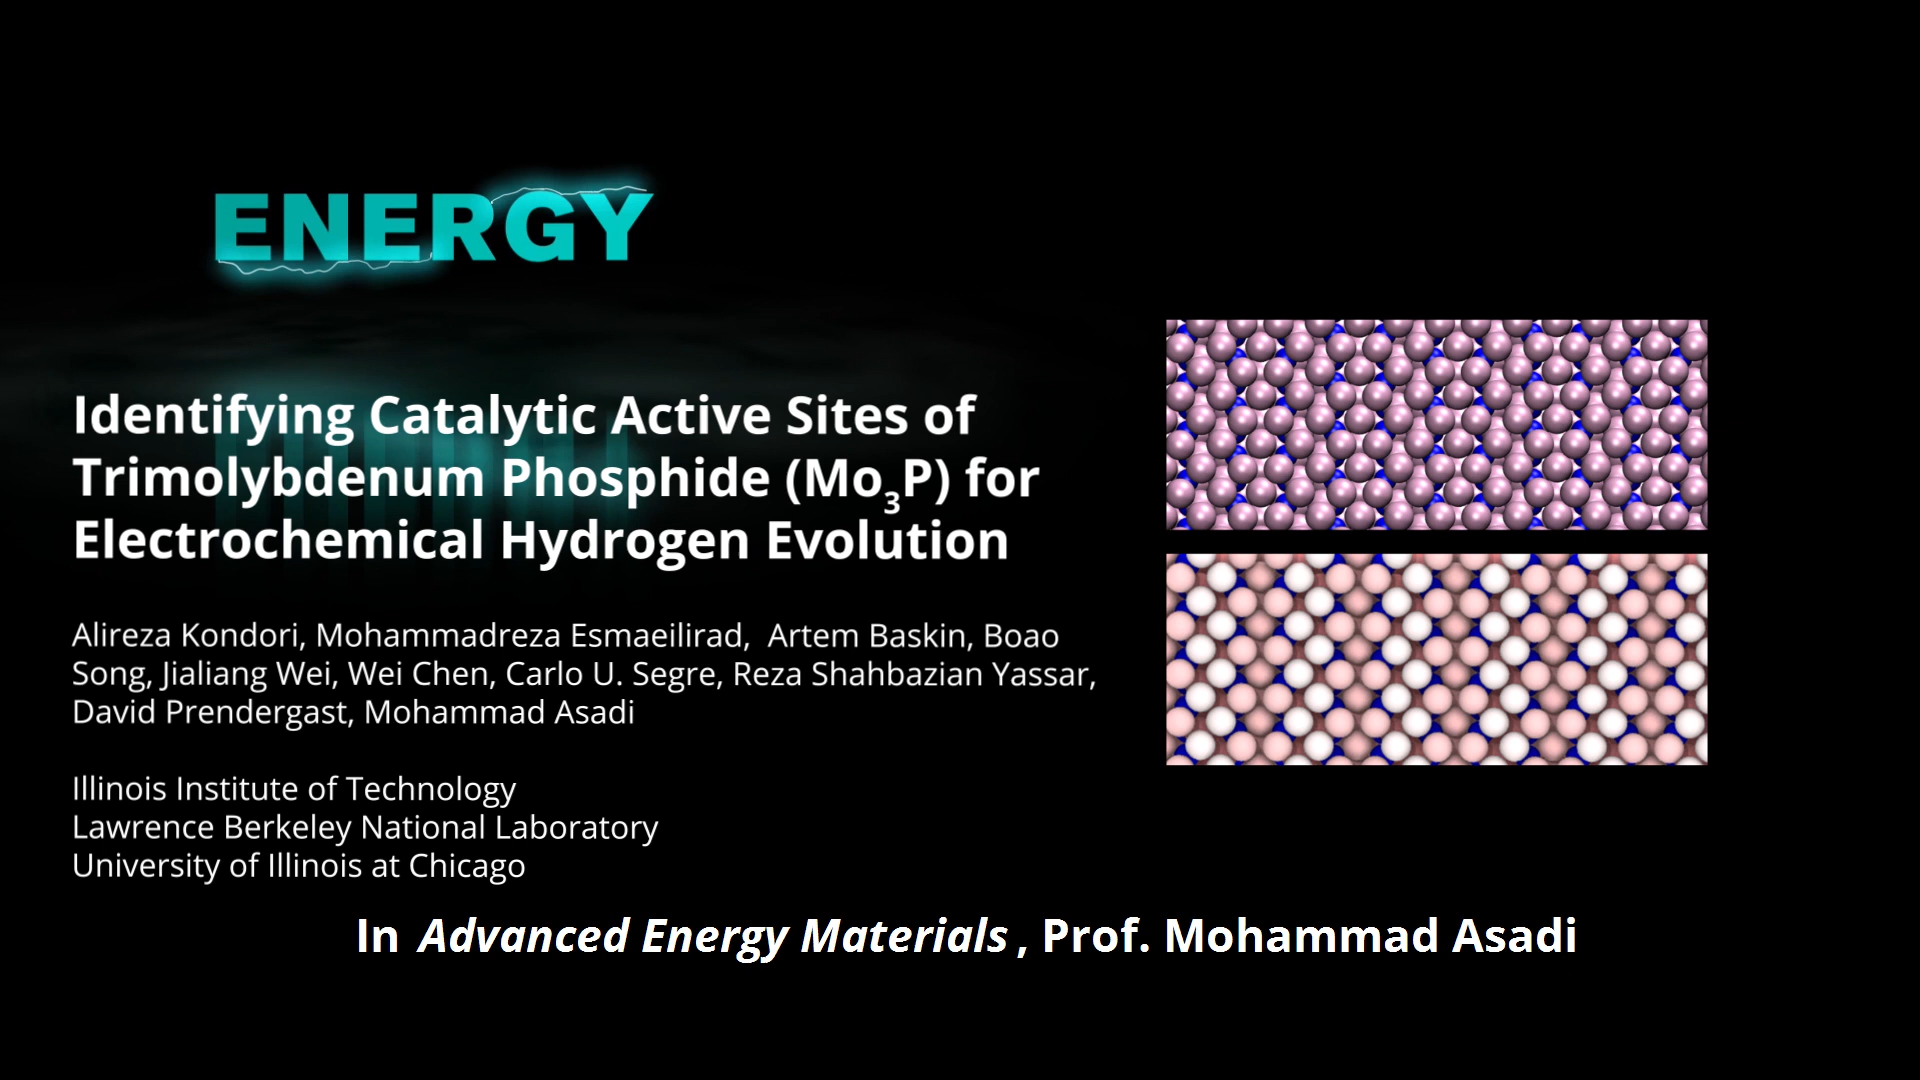 ENERGY
Identifying Catalytic Active Sites of
Trimolybdenum Phosphide (Mo₃P) for
Electrochemical Hydrogen Evolution
Alireza Kondori, Mohammadreza Esmaeilirad,  Artem Baskin, Boao
Song, Jialiang Wei, Wei Chen, Carlo U. Segre, Reza Shahbazian Yassar,
David Prendergast, Mohammad Asadi
Illinois Institute of Technology
Lawrence Berkeley National Laboratory
University of Illinois at Chicago
In Advanced Energy Materials, Prof. Mohammad Asadi